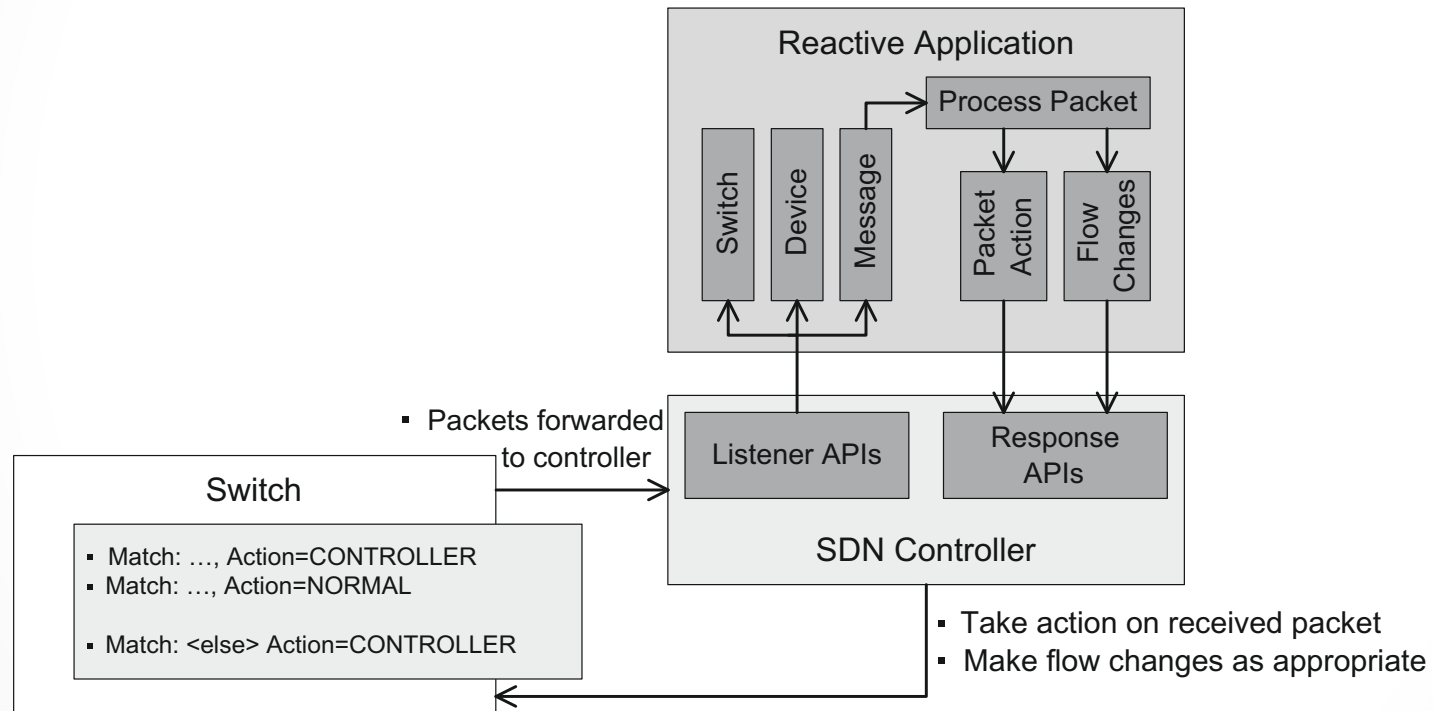 Reactive Application
Process Packet
Switch
Device
Message
Packet
Action
Flow
Changes
▪ Packets forwarded
to controller
Listener APIs
Response
APIs
SDN Controller
Switch
▪ Match: …, Action=CONTROLLER
▪ Match: …, Action=NORMAL
▪ Match: <else> Action=CONTROLLER
▪ Take action on received packet
▪ Make flow changes as appropriate